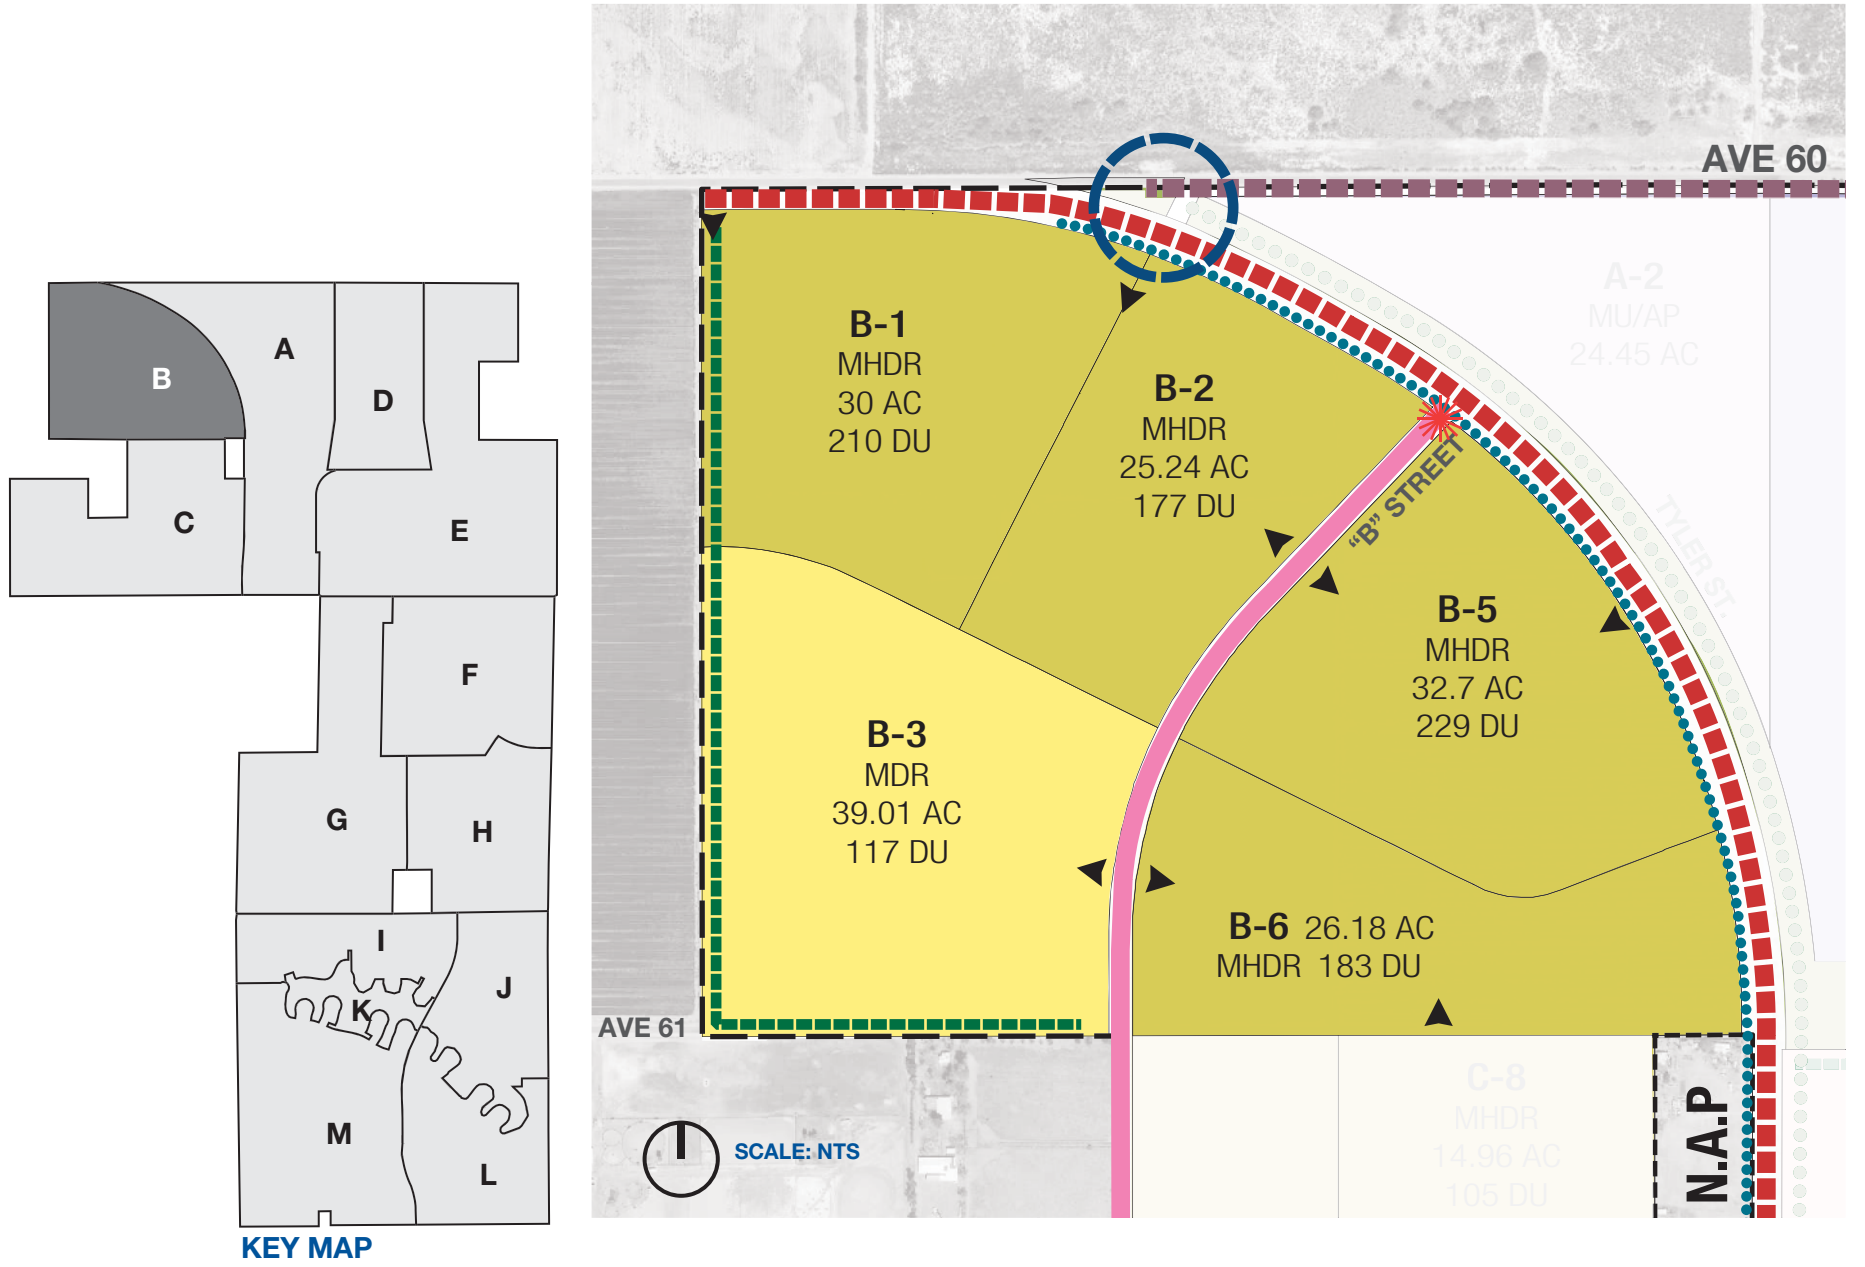 AVE 60
A-2
MU/AP
24.45 AC
TYLER ST.
B-1
MHDR
30 AC
210 DU
B-2
MHDR
25.24 AC
177 DU
"B" STREET
B-5
MHDR
32.7 AC
229 DU
B-3
MDR
39.01 AC
117 DU
B-6 26.18 AC
MHDR 183 DU
AVE 61
C-8
MHDR
14.96 AC
105 DU
N.A.P
SCALE: NTS
A
B
D
C
E
F
G
H
I
J
K
M
L
KEY MAP